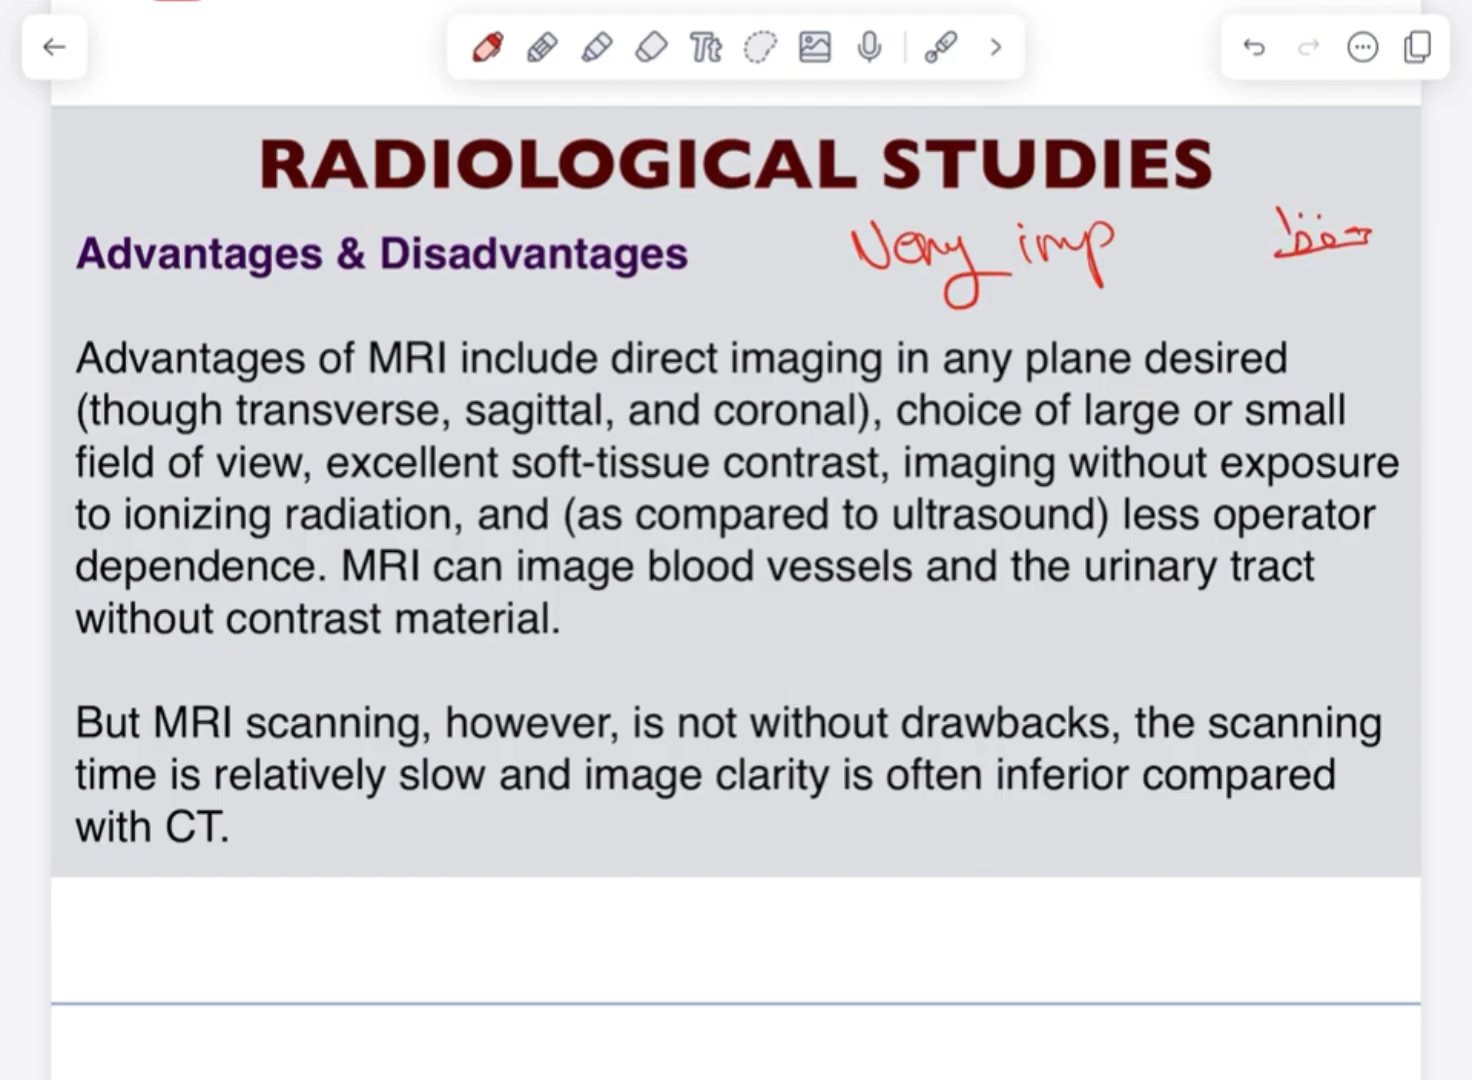 RADIOLOGICAL STUDIES
Advantages & Disadvantages
Very imp
Advantages of MRI include direct imaging in any plane desired
(though transverse, sagittal, and coronal), choice of large or small
field of view, excellent soft-tissue contrast, imaging without exposure
to ionizing radiation, and (as compared to ultrasound) less operator
dependence. MRI can image blood vessels and the urinary tract
without contrast material.
But MRI scanning, however, is not without drawbacks, the scanning
time is relatively slow and image clarity is often inferior compared
with CT.